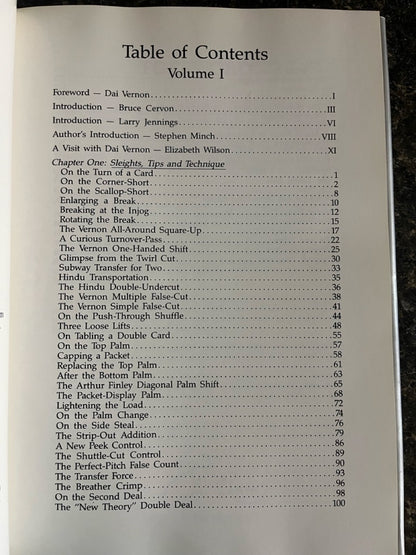 Table of Contents
Volume I
Foreword — Dai Vernon I
Introduction — Bruce Cervon III
Introduction — Larry Jennings VI
Author's Introduction — Stephen Minch VIII
A Visit with Dai Vernon — Elizabeth Wilson XI
Chapter One: Sleights, Tips and Technique
On the Turn of a Card 1
On the Corner-Short 2
On the Scallop-Short 8
Enlarging a Break 10
Breaking at the Injog 12
Rotating the Break 15
The Vernon All-Around Square-Up 17
A Curious Turnover-Pass 22
The Vernon One-Handed Shift 25
Glimpse from the Twirl Cut 30
Subway Transfer for Two 33
Hindu Transportation 35
The Hindu Double-Undercut 36
The Vernon Multiple False-Cut 38
The Vernon Simple False-Cut 41
On the Push-Through Shuffle 44
Three Loose Lifts 48
On Tabling a Double Card 55
On the Top Palm 57
Capping a Packet 58
Replacing the Top Palm 61
After the Bottom Palm 63
The Arthur Finley Diagonal Palm Shift 65
The Packet-Display Palm 68
Lightening the Load 72
On the Palm Change 74
On the Side Steal 76
The Strip-Out Addition 79
A New Peek Control 86
The Shuttle-Cut Control 89
The Perfect-Pitch False Count 90
The Transfer Force 93
The Breather Crimp 96
On the Second Deal 98
The "New Theory" Double Deal 100